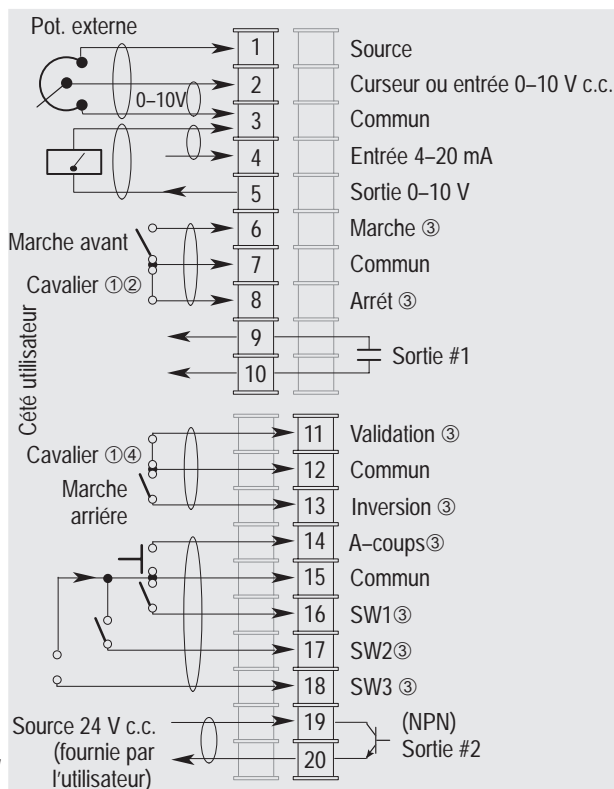 Pot. externe
1 Source
2 Curseur ou entrée 0–10 V c.c.
0–10V
3 Commun
4 Entrée 4–20 mA
5 Sortie 0–10 V
6 Marche ③
Marche avant
7 Commun
Cavalier ①②
8 Arrét ③
9
Sortie #1
10
Cété utilisateur
11 Validation ③
Cavalier ①④
12 Commun
Marche
arriére
13 Inversion ③
14 A–coups③
15 Commun
16 SW1③
17 SW2③
18 SW3 ③
Source 24 V c.c.
(fournie par
l'utilisateur)
19 (NPN)
Sortie #2
20